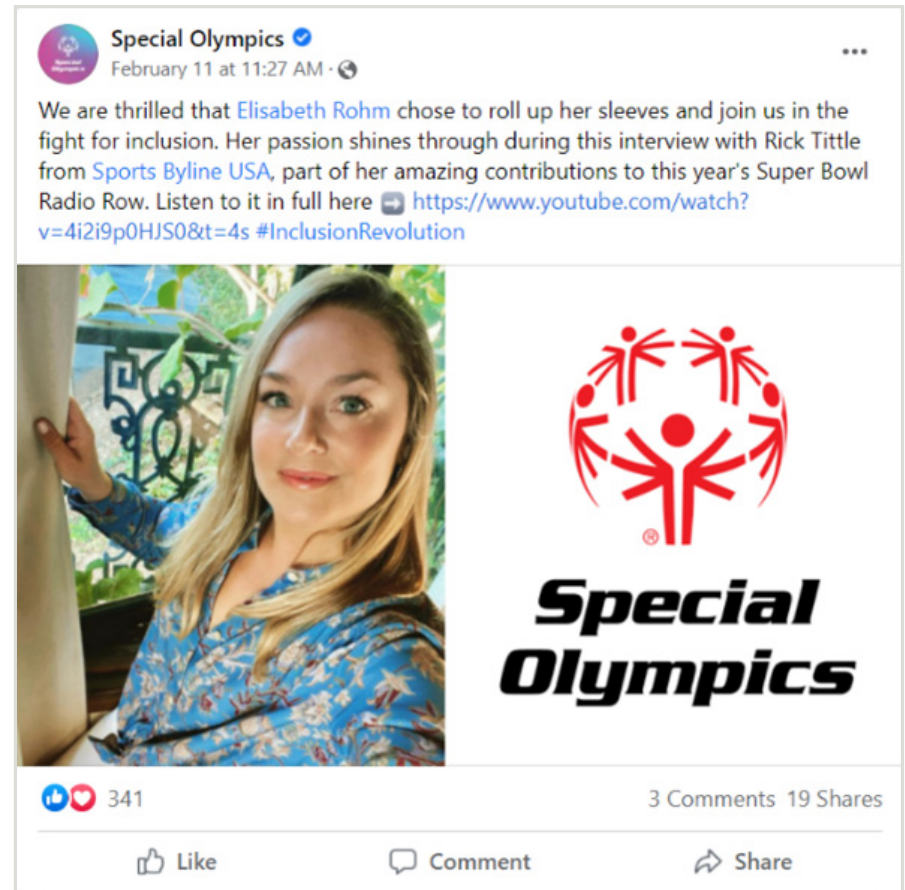 Special Olympics
February 11 at 11:27 AM ·
We are thrilled that Elisabeth Rohm chose to roll up her sleeves and join us in the
fight for inclusion. Her passion shines through during this interview with Rick Tittle
from Sports Byline USA, part of her amazing contributions to this year's Super Bowl
Radio Row. Listen to it in full here ➡️ https://www.youtube.com/watch?
v=4i2i9p0HJS0&t=4s #InclusionRevolution
®
Special
Olympics
341
3 Comments 19 Shares
Like
Comment
Share